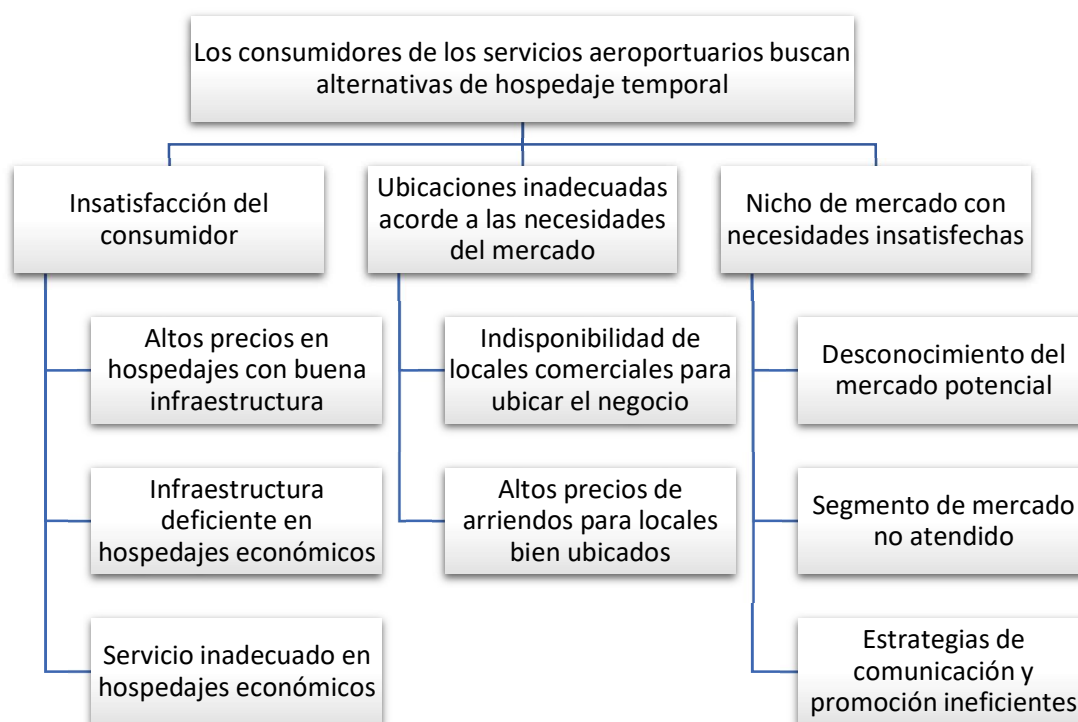 Los consumidores de los servicios aeroportuarios buscan
alternativas de hospedaje temporal
Insatisfacción del
consumidor
Altos precios en
hospedajes con buena
infraestructura
Infraestructura
deficiente en
hospedajes económicos
Servicio inadecuado en
hospedajes económicos
Ubicaciones inadecuadas
acorde a las necesidades
del mercado
Indisponibilidad de
locales comerciales para
ubicar el negocio
Altos precios de
arriendos para locales
bien ubicados
Nicho de mercado con
necesidades insatisfechas
Desconocimiento del
mercado potencial
Segmento de mercado
no atendido
Estrategias de
comunicación y
promoción ineficientes